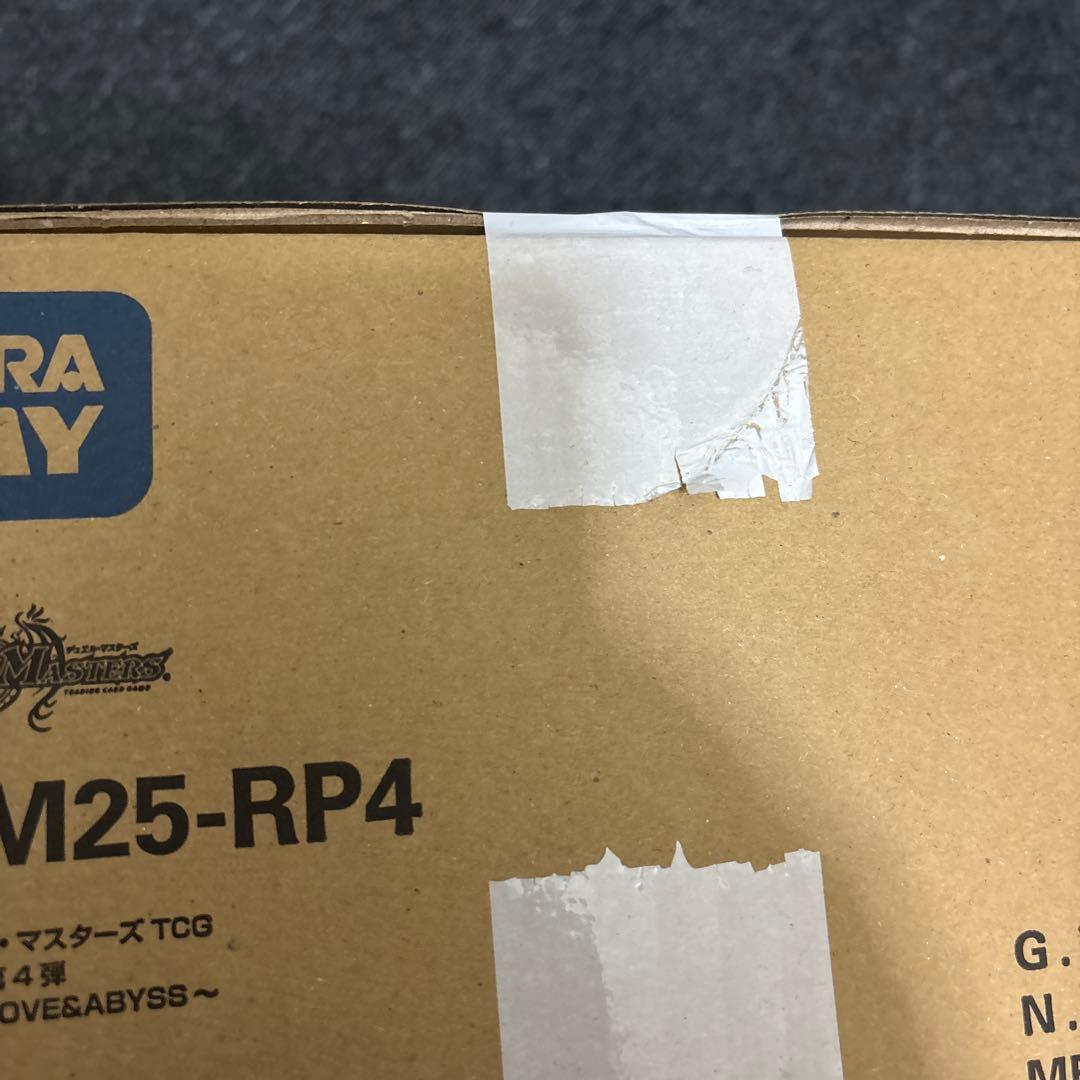 RA
MY
デュエル・マスターズ
MASTERS
TRADING CARD GAME
M25-RP4
・マスターズ TCG
第4弾
OVE&ABYSS～
G.
N.